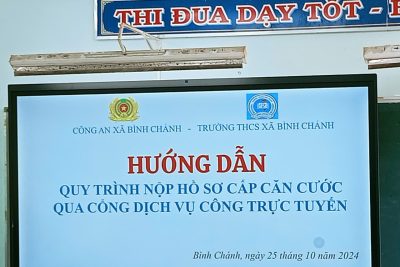 THI ĐUA DẠY TỐT -
CÔNG AN XÃ BÌNH CHÁNH - TRƯỜNG THCS XÃ BÌNH CHÁNH
HƯỚNG DẪN
QUY TRÌNH NỘP HỒ SƠ CẤP CĂN CƯỚC
QUA CỔNG DỊCH VỤ CÔNG TRỰC TUYẾN
Bình Chánh, ngày 25 tháng 10 năm 2024